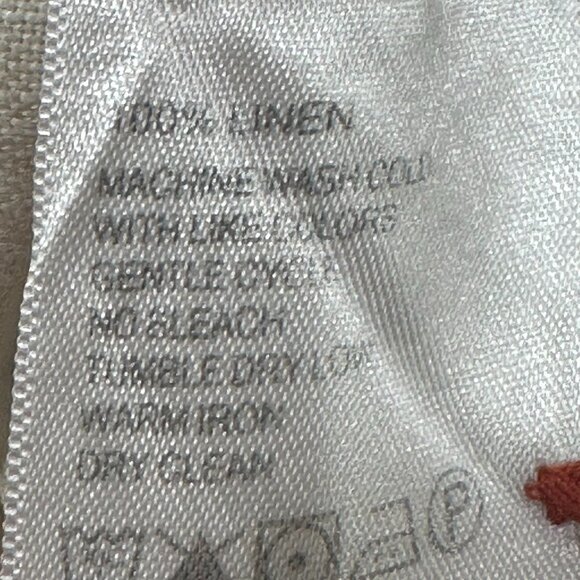 100% LINEN
MACHINE WASH COLD
WITH LIKE COLORS
GENTLE CYCLE
NO BLEACH
TUMBLE DRY LOW
WARM IRON
DRY CLEAN
P